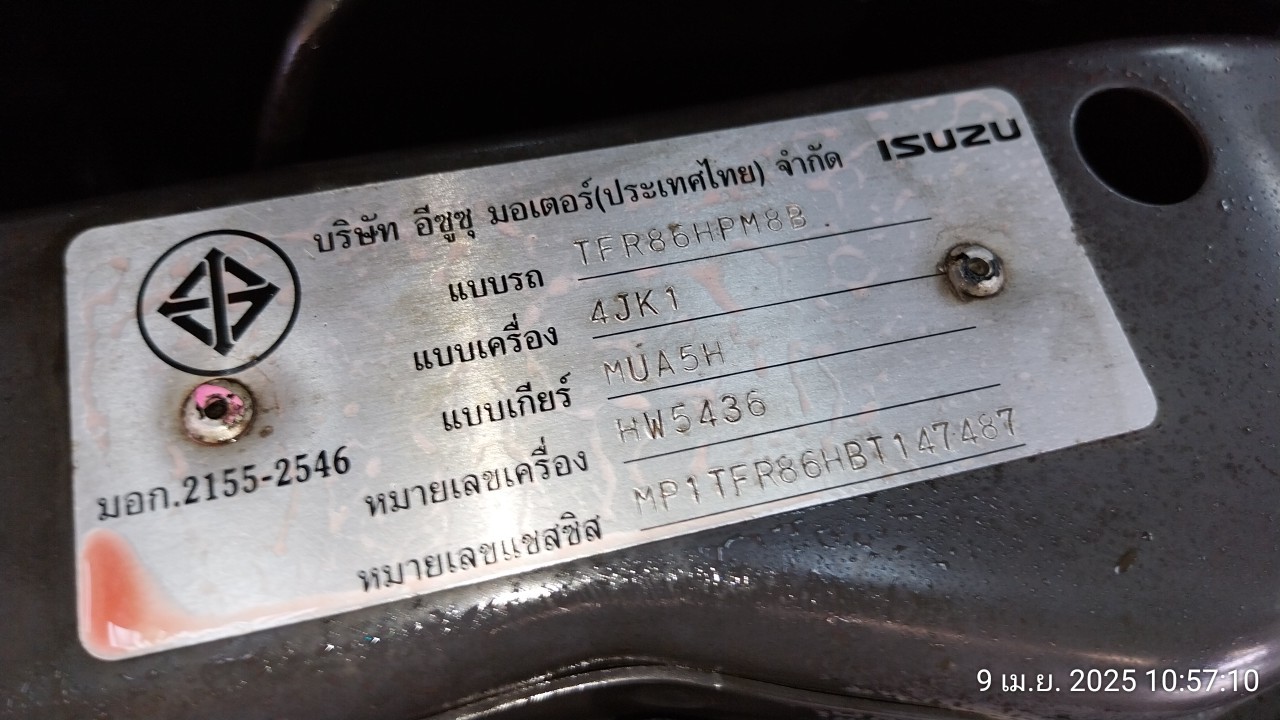 ISUZU
บริษัท อีซูซุ มอเตอร์(ประเทศไทย) จำกัด
แบบรถ TFR86HPM8B
แบบเครื่อง 4JK1
แบบเกียร์ MUA5H
หมายเลขเครื่อง HW5436
หมายเลขแชสซิส MP1TFR86HBT147487
มอก.2155-2546
9 เม.ย. 2025 10:57:10